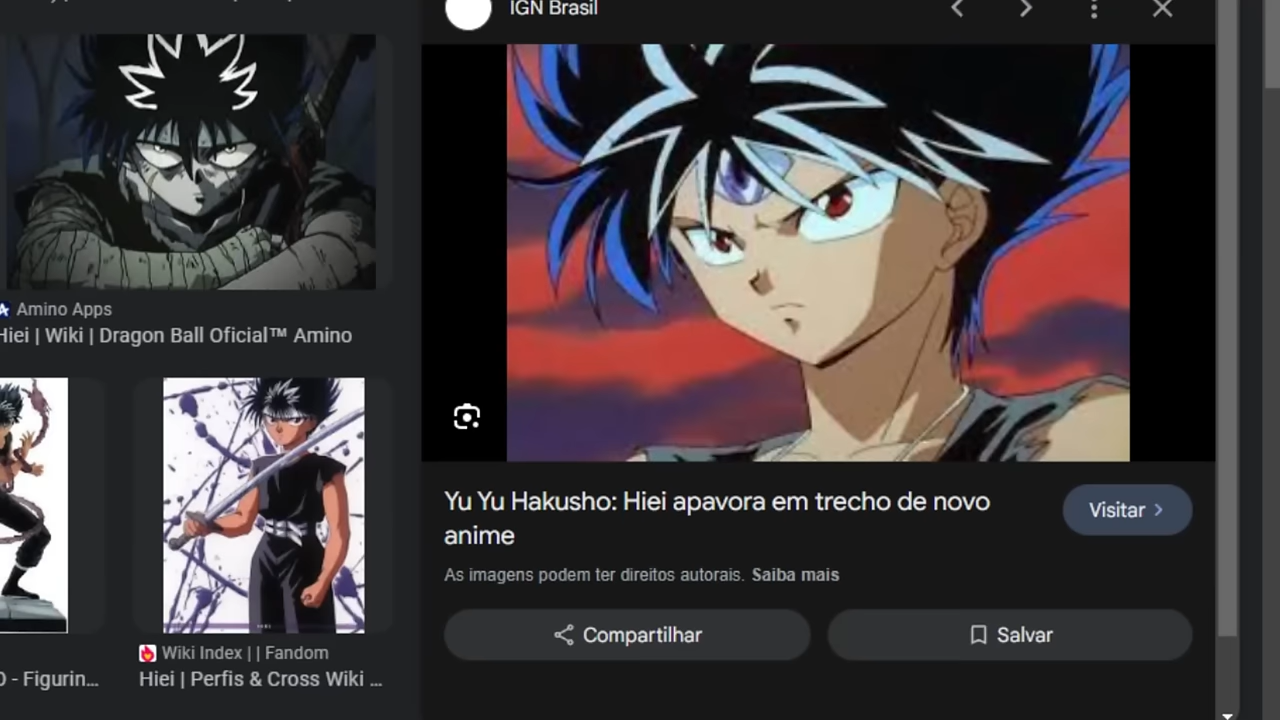 IGN Brasil
Amino Apps
Hiei | Wiki | Dragon Ball Oficial™ Amino
Yu Yu Hakusho: Hiei apavora em trecho de novo
anime
Visitar
As imagens podem ter direitos autorais. Saiba mais
Compartilhar
Salvar
Wiki Index | | Fandom
- Figurin...
Hiei | Perfis & Cross Wiki ...